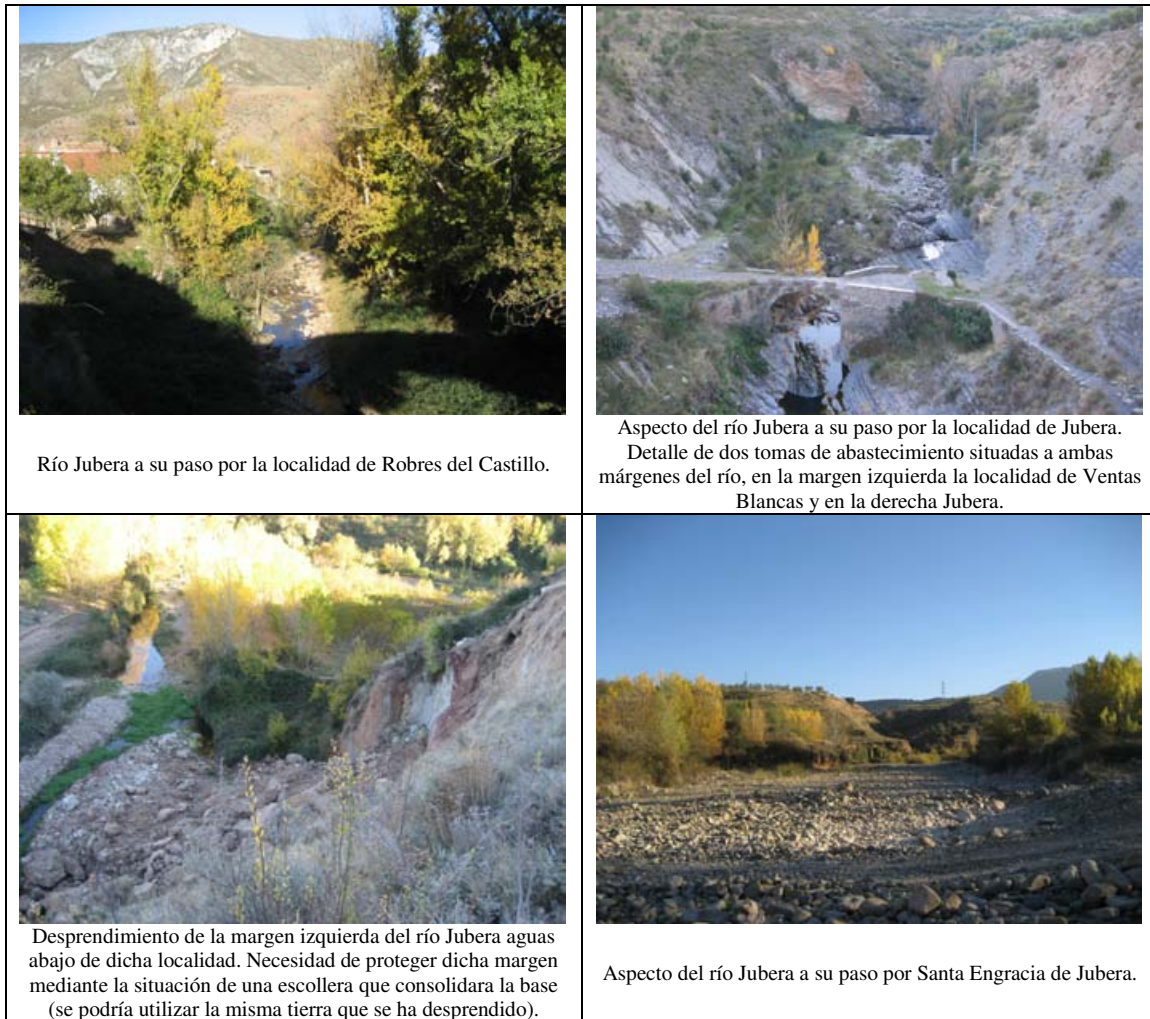 Río Jubera a su paso por la localidad de Robres del Castillo.
Aspecto del río Jubera a su paso por la localidad de Jubera.
Detalle de dos tomas de abastecimiento situadas a ambas
márgenes del río, en la margen izquierda la localidad de Ventas
Blancas y en la derecha Jubera.
Desprendimiento de la margen izquierda del río Jubera aguas
abajo de dicha localidad. Necesidad de proteger dicha margen
mediante la situación de una escollera que consolidara la base
(se podría utilizar la misma tierra que se ha desprendido).
Aspecto del río Jubera a su paso por Santa Engracia de Jubera.